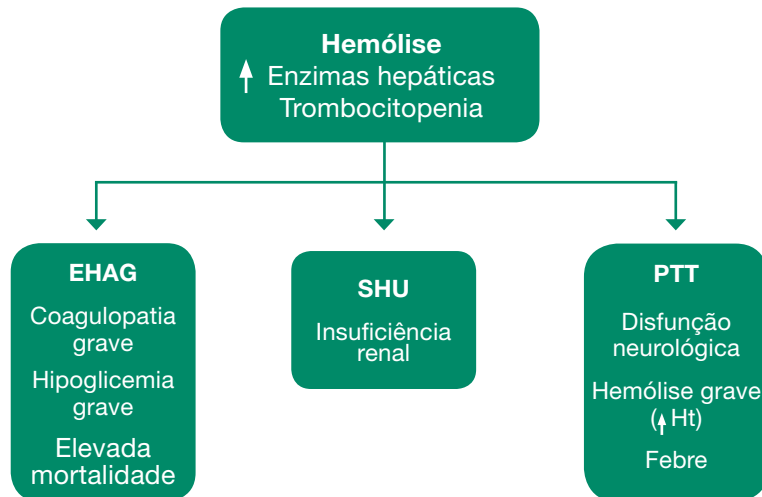 Hemólise
↑ Enzimas hepáticas
Trombocitopenia
EHAG
Coagulopatia
grave
Hipoglicemia
grave
Elevada
mortalidade
SHU
Insuficiência
renal
PTT
Disfunção
neurológica
Hemólise grave
(↑Ht)
Febre